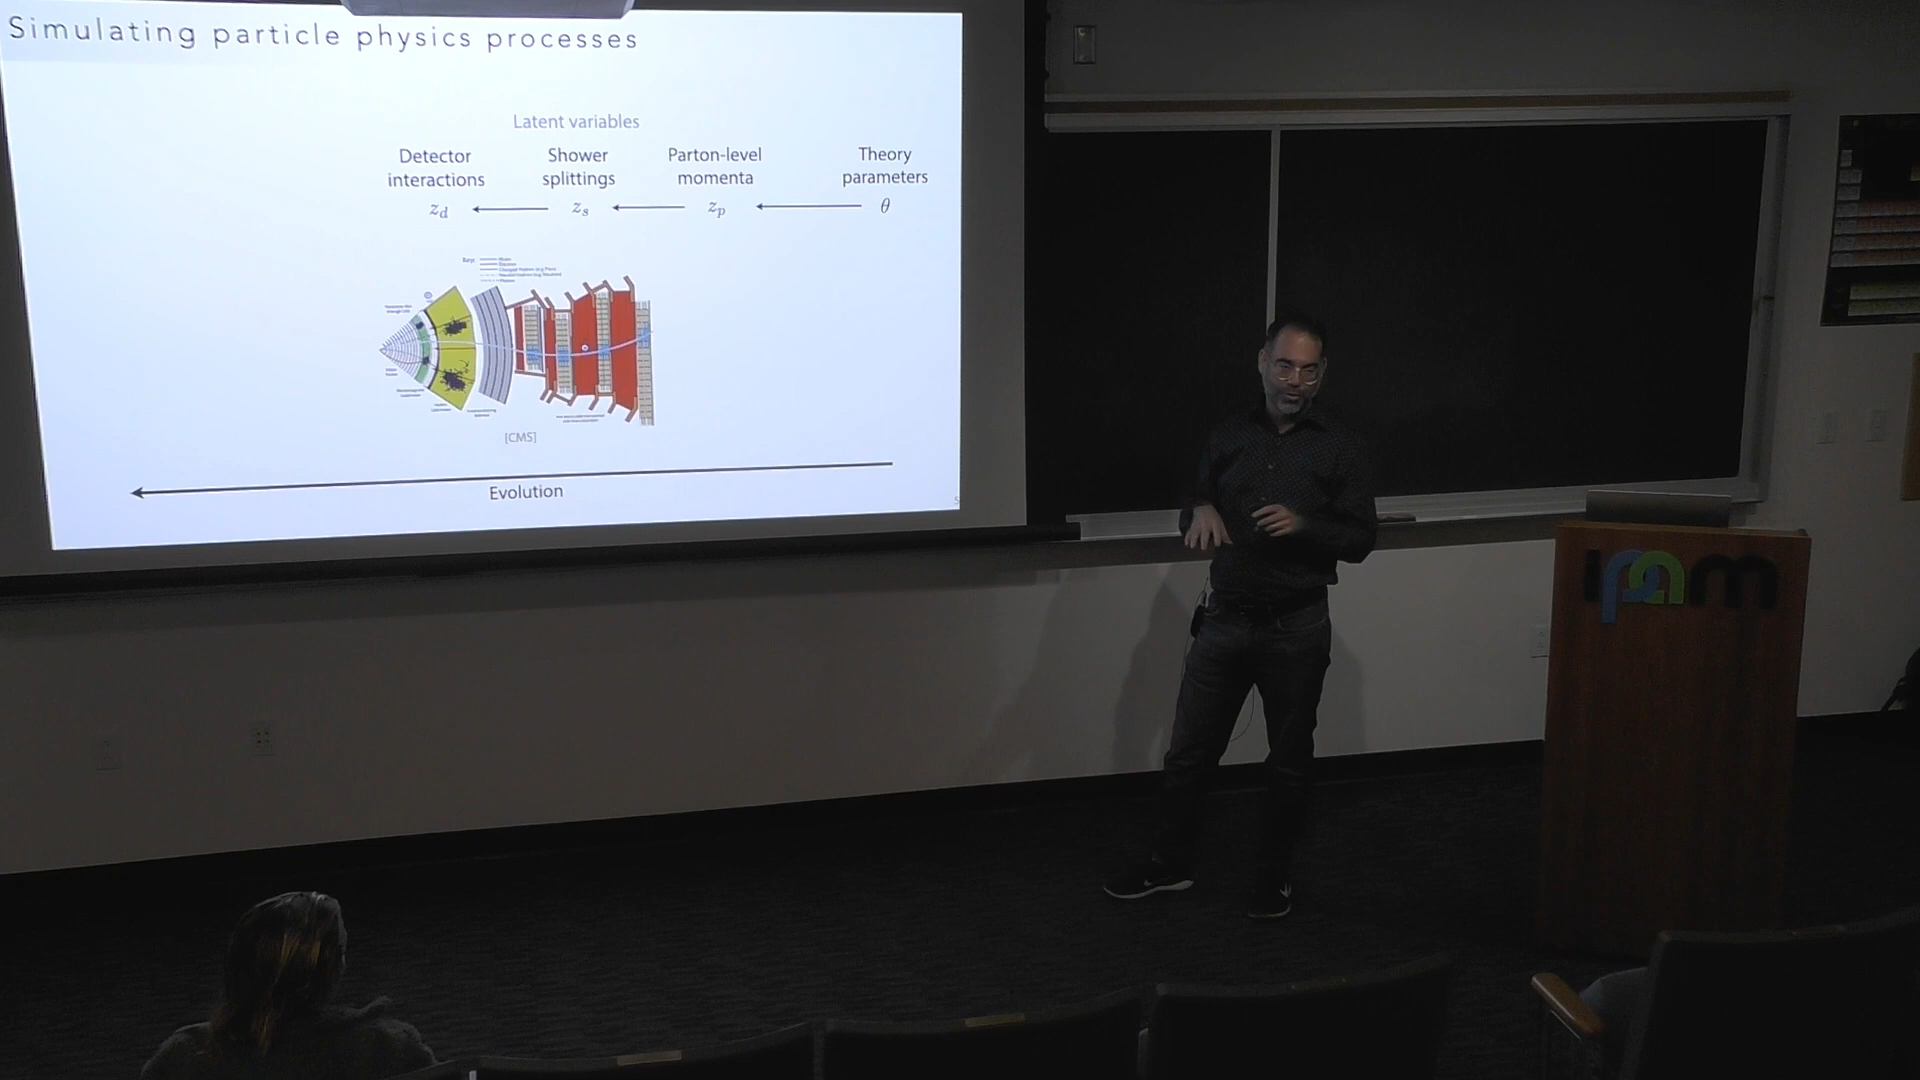 Simulating particle physics processes
Latent variables
Detector Shower Parton-level Theory
interactions splittings momenta parameters
z_d ← z_s ← z_p ← θ
[CMS]
Evolution
5
ipam